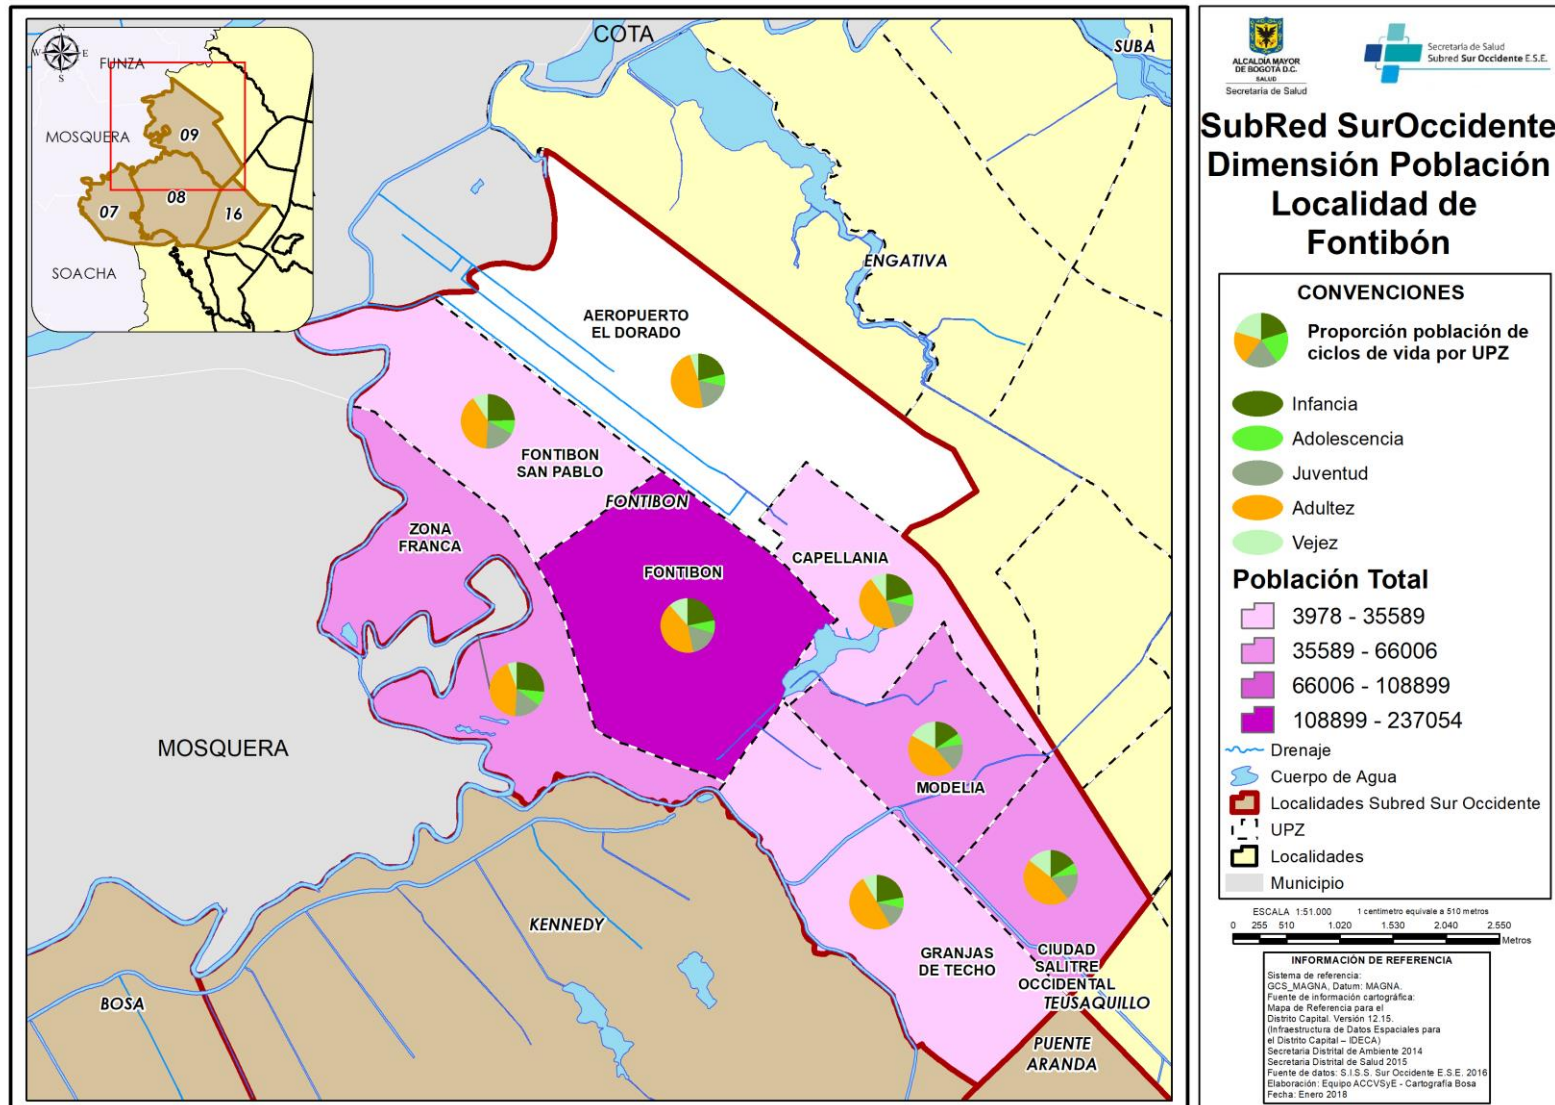 COTA
SUBA
N
W
E
S
FUNZA
MOSQUERA
09
08
07
16
SOACHA
ENGATIVA
AEROPUERTO
EL DORADO
FONTIBON
SAN PABLO
FONTIBON
ZONA
FRANCA
CAPELLANIA
FONTIBON
MOSQUERA
MODELIA
KENNEDY
GRANJAS
DE TECHO
CIUDAD
SALITRE
OCCIDENTAL
TEUSAQUILLO
BOSA
PUENTE
ARANDA
ALCALDÍA MAYOR
DE BOGOTÁ D.C.
SALUD
Secretaría de Salud
Secretaría de Salud
Subred Sur Occidente E.S.E.
SubRed SurOccidente
Dimensión Población
Localidad de
Fontibón
CONVENCIONES
Proporción población de
ciclos de vida por UPZ
Infancia
Adolescencia
Juventud
Adultez
Vejez
Población Total
3978 - 35589
35589 - 66006
66006 - 108899
108899 - 237054
Drenaje
Cuerpo de Agua
Localidades Subred Sur Occidente
UPZ
Localidades
Municipio
ESCALA 1:51.000 1 centimetro equivale a 510 metros
0 255 510 1.020 1.530 2.040 2.550
Metros
INFORMACIÓN DE REFERENCIA
Sistema de referencia:
GCS_MAGNA, Datum: MAGNA.
Fuente de información cartográfica:
Mapa de Referencia para el
Distrito Capital. Versión 12.15.
(Infraestructura de Datos Espaciales para
el Distrito Capital – IDECA)
Secretaria Distrital de Ambiente 2014
Secretaria Distrital de Salud 2015
Fuente de datos: S.I.S.S. Sur Occidente E.S.E. 2016
Elaboración: Equipo ACCVSyE - Cartografía Bosa
Fecha: Enero 2018